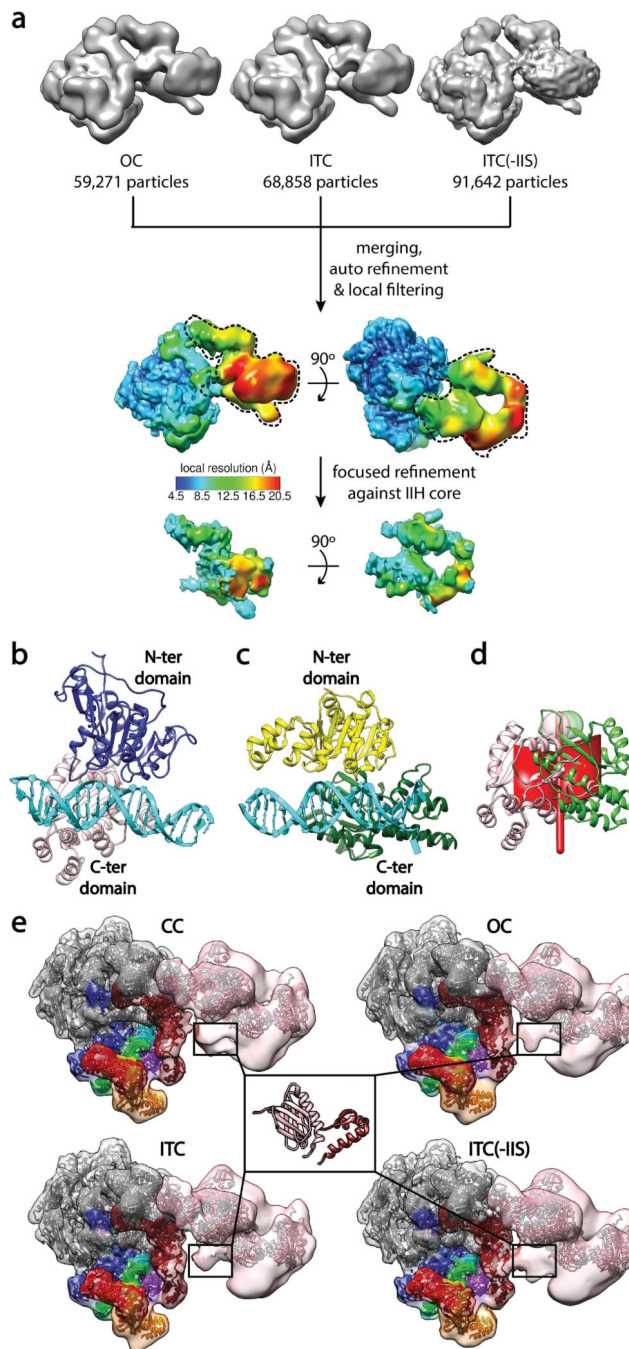 a
OC
59,271 particles
ITC
68,858 particles
ITC(-IIS)
91,642 particles
merging,
auto refinement
& local filtering
90º
local resolution (Å)
4.5 8.5 12.5 16.5 20.5
focused refinement
against IIH core
90º
b
N-ter
domain
C-ter
domain
c
N-ter
domain
C-ter
domain
d
e
CC
OC
ITC
ITC(-IIS)